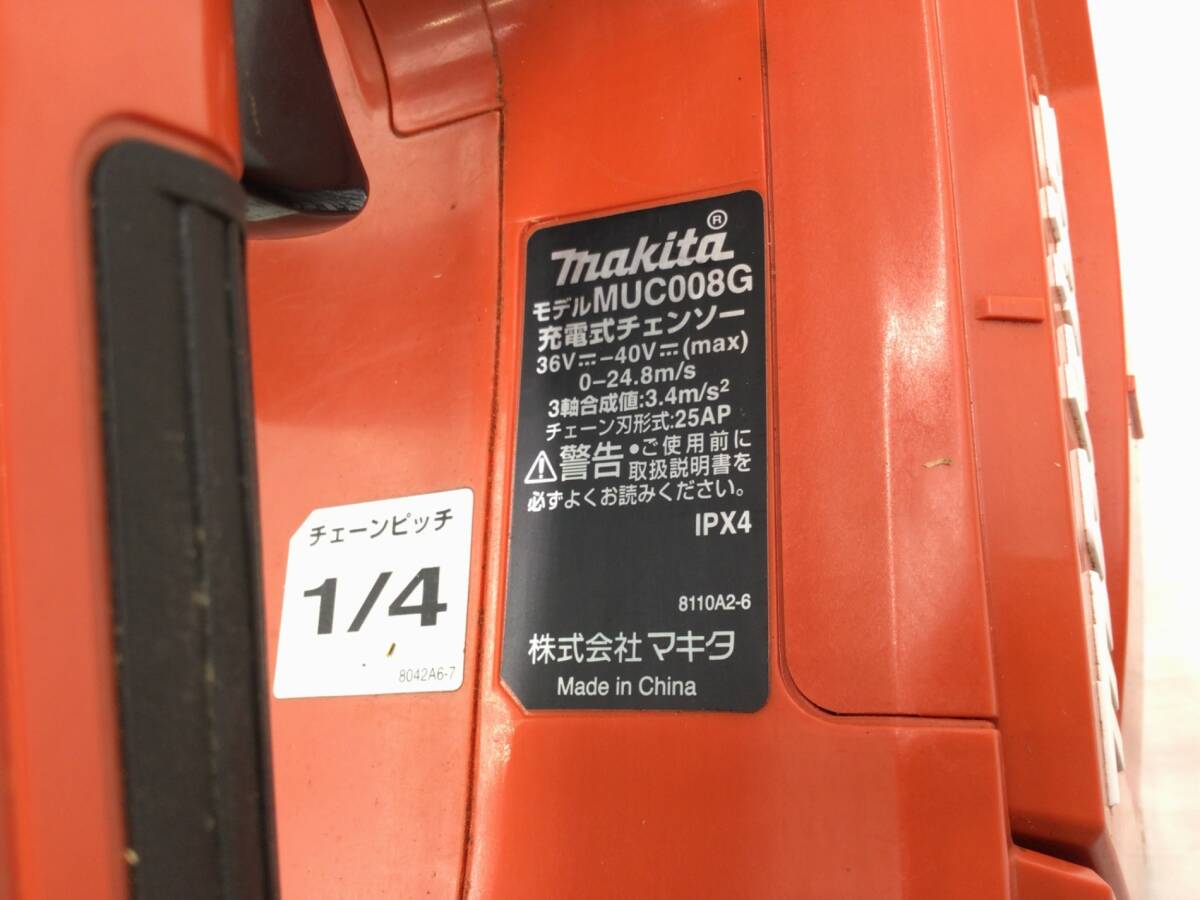 makita®
モデルMUC008G
充電式チェンソー
36V⎓-40V⎓(max)
0-24.8m/s
3軸合成値:3.4m/s²
チェーン刃形式:25AP
⚠警告 •ご使用前に
取扱説明書を
必ずよくお読みください。
IPX4
8110A2-6
株式会社マキタ
Made in China
チェーンピッチ
1/4
8042A6-7